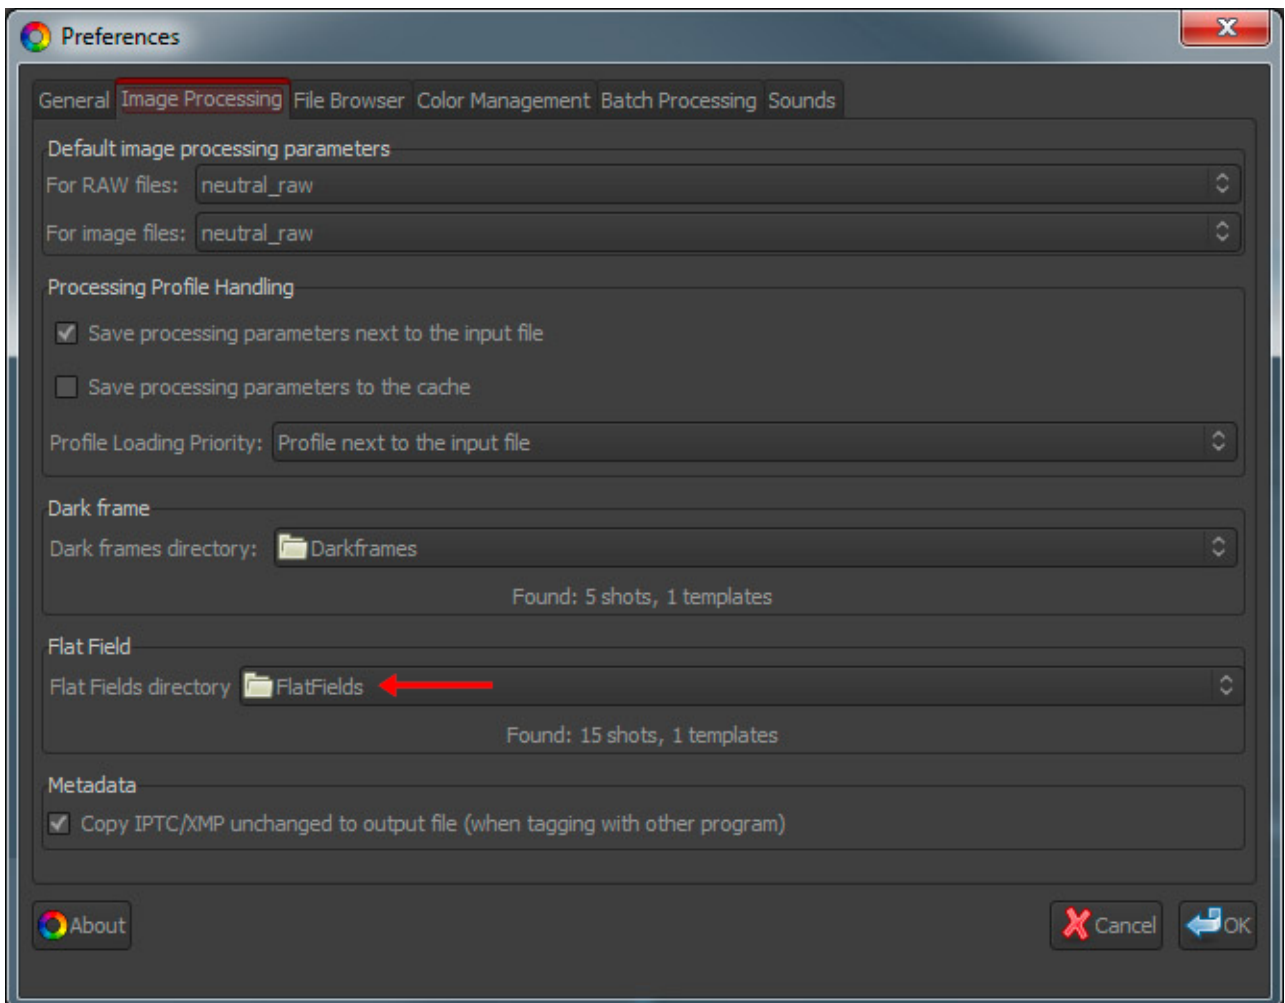 Preferences
General Image Processing File Browser Color Management Batch Processing Sounds
Default image processing parameters
For RAW files: neutral_raw
For image files: neutral_raw
Processing Profile Handling
Save processing parameters next to the input file
Save processing parameters to the cache
Profile Loading Priority: Profile next to the input file
Dark frame
Dark frames directory: Darkframes
Found: 5 shots, 1 templates
Flat Field
Flat Fields directory FlatFields
Found: 15 shots, 1 templates
Metadata
Copy IPTC/XMP unchanged to output file (when tagging with other program)
About Cancel OK